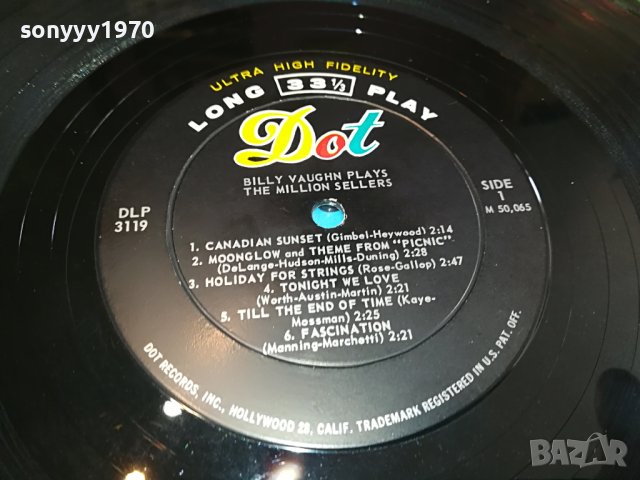 sonyyy1970
ULTRA HIGH FIDELITY
LONG 33⅓ PLAY
Dot
BILLY VAUGHN PLAYS
THE MILLION SELLERS
DLP
3119
SIDE
1
M 50,065
1. CANADIAN SUNSET (Gimbel-Heywood) 2:14
2. MOONGLOW and THEME FROM "PICNIC"
(DeLange-Hudson-Mills-Duning) 2:28
3. HOLIDAY FOR STRINGS (Rose-Gallop) 2:47
4. TONIGHT WE LOVE
(Worth-Austin-Martin) 2:21
5. TILL THE END OF TIME (Kaye-
Mossman) 2:25
6. FASCINATION
(Manning-Marchetti) 2:21
DOT RECORDS, INC., HOLLYWOOD 28, CALIF. TRADEMARK REGISTERED IN U.S. PAT. OFF.
BAZAR